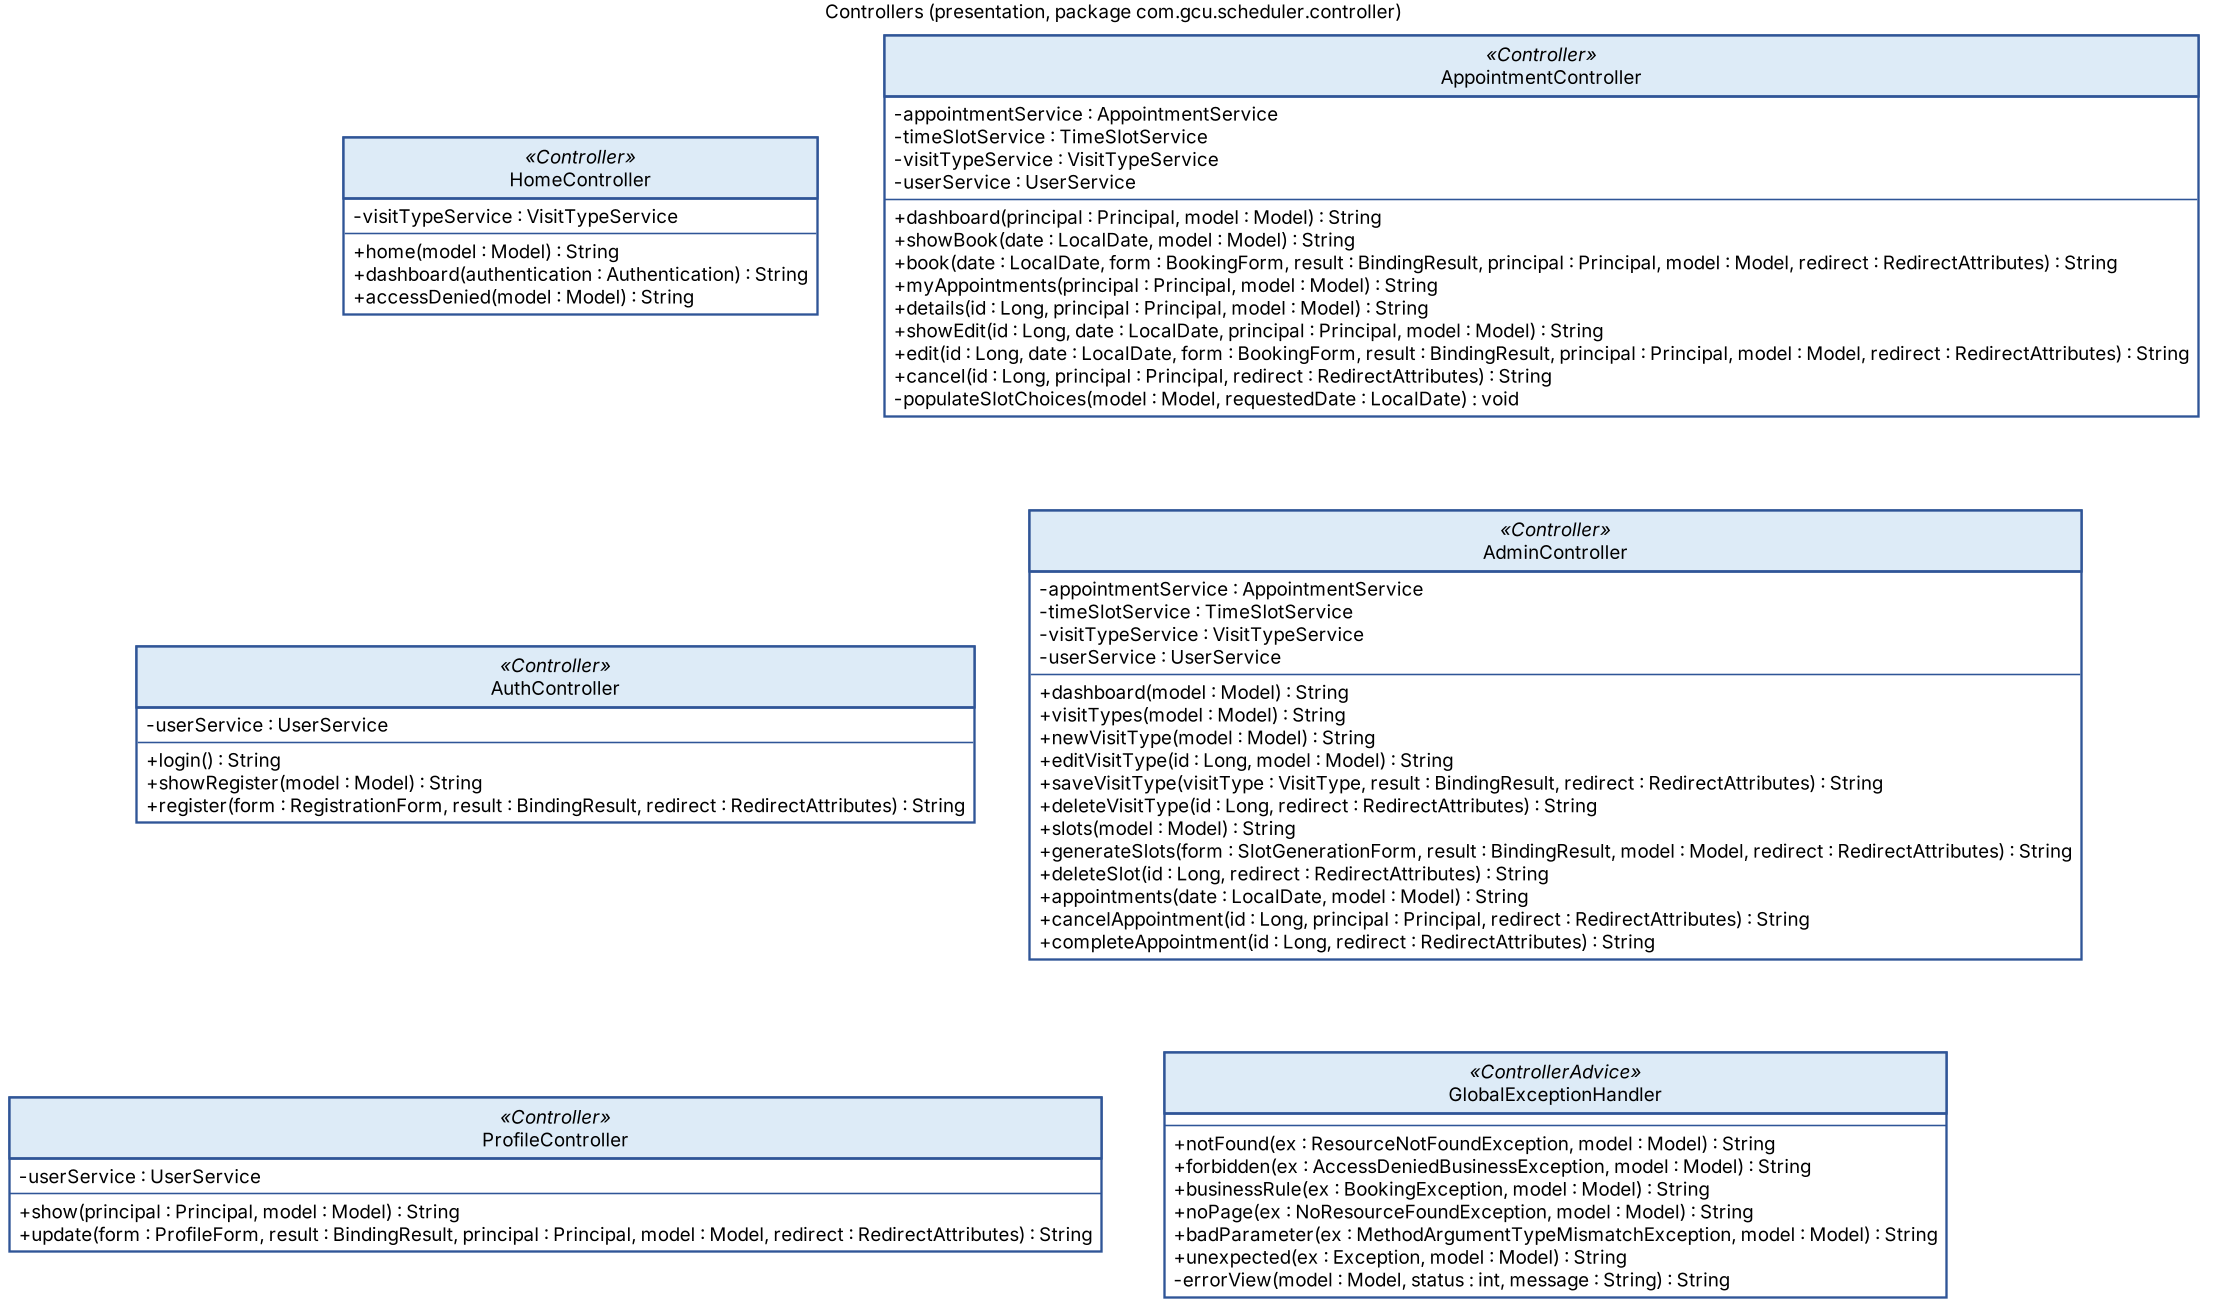 Controllers (presentation, package com.gcu.scheduler.controller)
«Controller»
HomeController
-visitTypeService : VisitTypeService
+home(model : Model) : String
+dashboard(authentication : Authentication) : String
+accessDenied(model : Model) : String
«Controller»
AppointmentController
-appointmentService : AppointmentService
-timeSlotService : TimeSlotService
-visitTypeService : VisitTypeService
-userService : UserService
+dashboard(principal : Principal, model : Model) : String
+showBook(date : LocalDate, model : Model) : String
+book(date : LocalDate, form : BookingForm, result : BindingResult, principal : Principal, model : Model, redirect : RedirectAttributes) : String
+myAppointments(principal : Principal, model : Model) : String
+details(id : Long, principal : Principal, model : Model) : String
+showEdit(id : Long, date : LocalDate, principal : Principal, model : Model) : String
+edit(id : Long, date : LocalDate, form : BookingForm, result : BindingResult, principal : Principal, model : Model, redirect : RedirectAttributes) : String
+cancel(id : Long, principal : Principal, redirect : RedirectAttributes) : String
-populateSlotChoices(model : Model, requestedDate : LocalDate) : void
«Controller»
AuthController
-userService : UserService
+login() : String
+showRegister(model : Model) : String
+register(form : RegistrationForm, result : BindingResult, redirect : RedirectAttributes) : String
«Controller»
AdminController
-appointmentService : AppointmentService
-timeSlotService : TimeSlotService
-visitTypeService : VisitTypeService
-userService : UserService
+dashboard(model : Model) : String
+visitTypes(model : Model) : String
+newVisitType(model : Model) : String
+editVisitType(id : Long, model : Model) : String
+saveVisitType(visitType : VisitType, result : BindingResult, redirect : RedirectAttributes) : String
+deleteVisitType(id : Long, redirect : RedirectAttributes) : String
+slots(model : Model) : String
+generateSlots(form : SlotGenerationForm, result : BindingResult, model : Model, redirect : RedirectAttributes) : String
+deleteSlot(id : Long, redirect : RedirectAttributes) : String
+appointments(date : LocalDate, model : Model) : String
+cancelAppointment(id : Long, principal : Principal, redirect : RedirectAttributes) : String
+completeAppointment(id : Long, redirect : RedirectAttributes) : String
«Controller»
ProfileController
-userService : UserService
+show(principal : Principal, model : Model) : String
+update(form : ProfileForm, result : BindingResult, principal : Principal, model : Model, redirect : RedirectAttributes) : String
«ControllerAdvice»
GlobalExceptionHandler
+notFound(ex : ResourceNotFoundException, model : Model) : String
+forbidden(ex : AccessDeniedBusinessException, model : Model) : String
+businessRule(ex : BookingException, model : Model) : String
+noPage(ex : NoResourceFoundException, model : Model) : String
+badParameter(ex : MethodArgumentTypeMismatchException, model : Model) : String
+unexpected(ex : Exception, model : Model) : String
-errorView(model : Model, status : int, message : String) : String